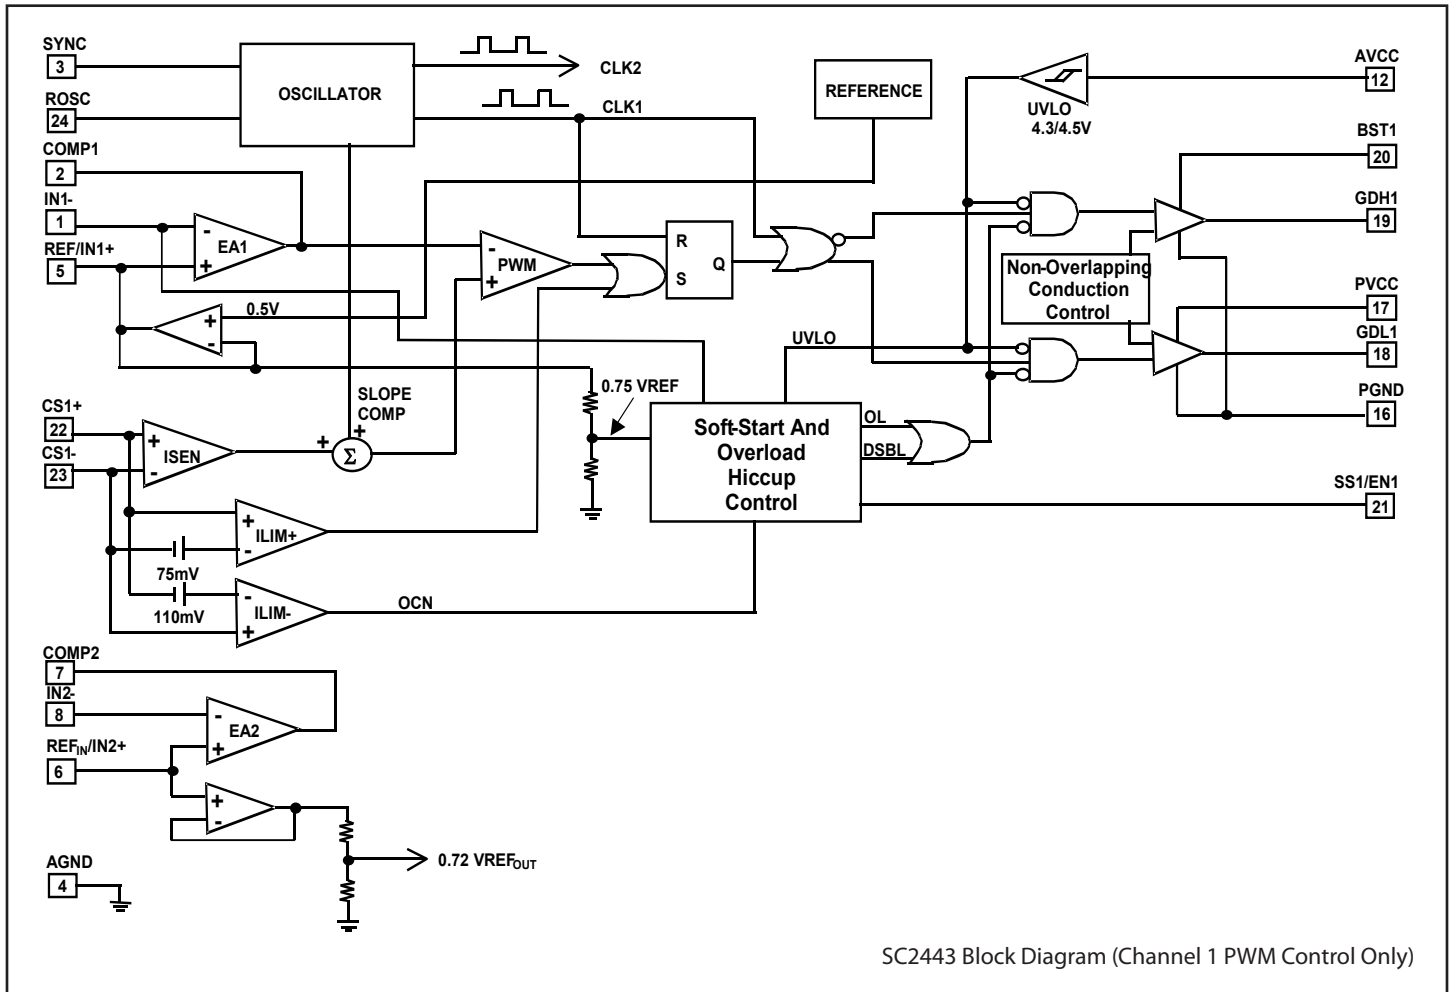 SYNC
3
ROSC
24
COMP1
2
IN1-
1
REF/IN1+
5
OSCILLATOR
CLK2
CLK1
REFERENCE
UVLO
4.3/4.5V
AVCC
12
BST1
20
GDH1
19
PVCC
17
GDL1
18
PGND
16
SS1/EN1
21
-
EA1
+
-
PWM
+
R
S
Q
Non-Overlapping
Conduction
Control
+
-
0.5V
UVLO
0.75 VREF
SLOPE
COMP
CS1+
22
CS1-
23
+
ISEN
-
+
+
Σ
Soft-Start And
Overload
Hiccup
Control
OL
DSBL
+
ILIM+
-
75mV
-
110mV
ILIM-
+
OCN
COMP2
7
IN2-
8
REFIN/IN2+
6
-
EA2
+
+
-
0.72 VREFOUT
AGND
4
SC2443 Block Diagram (Channel 1 PWM Control Only)